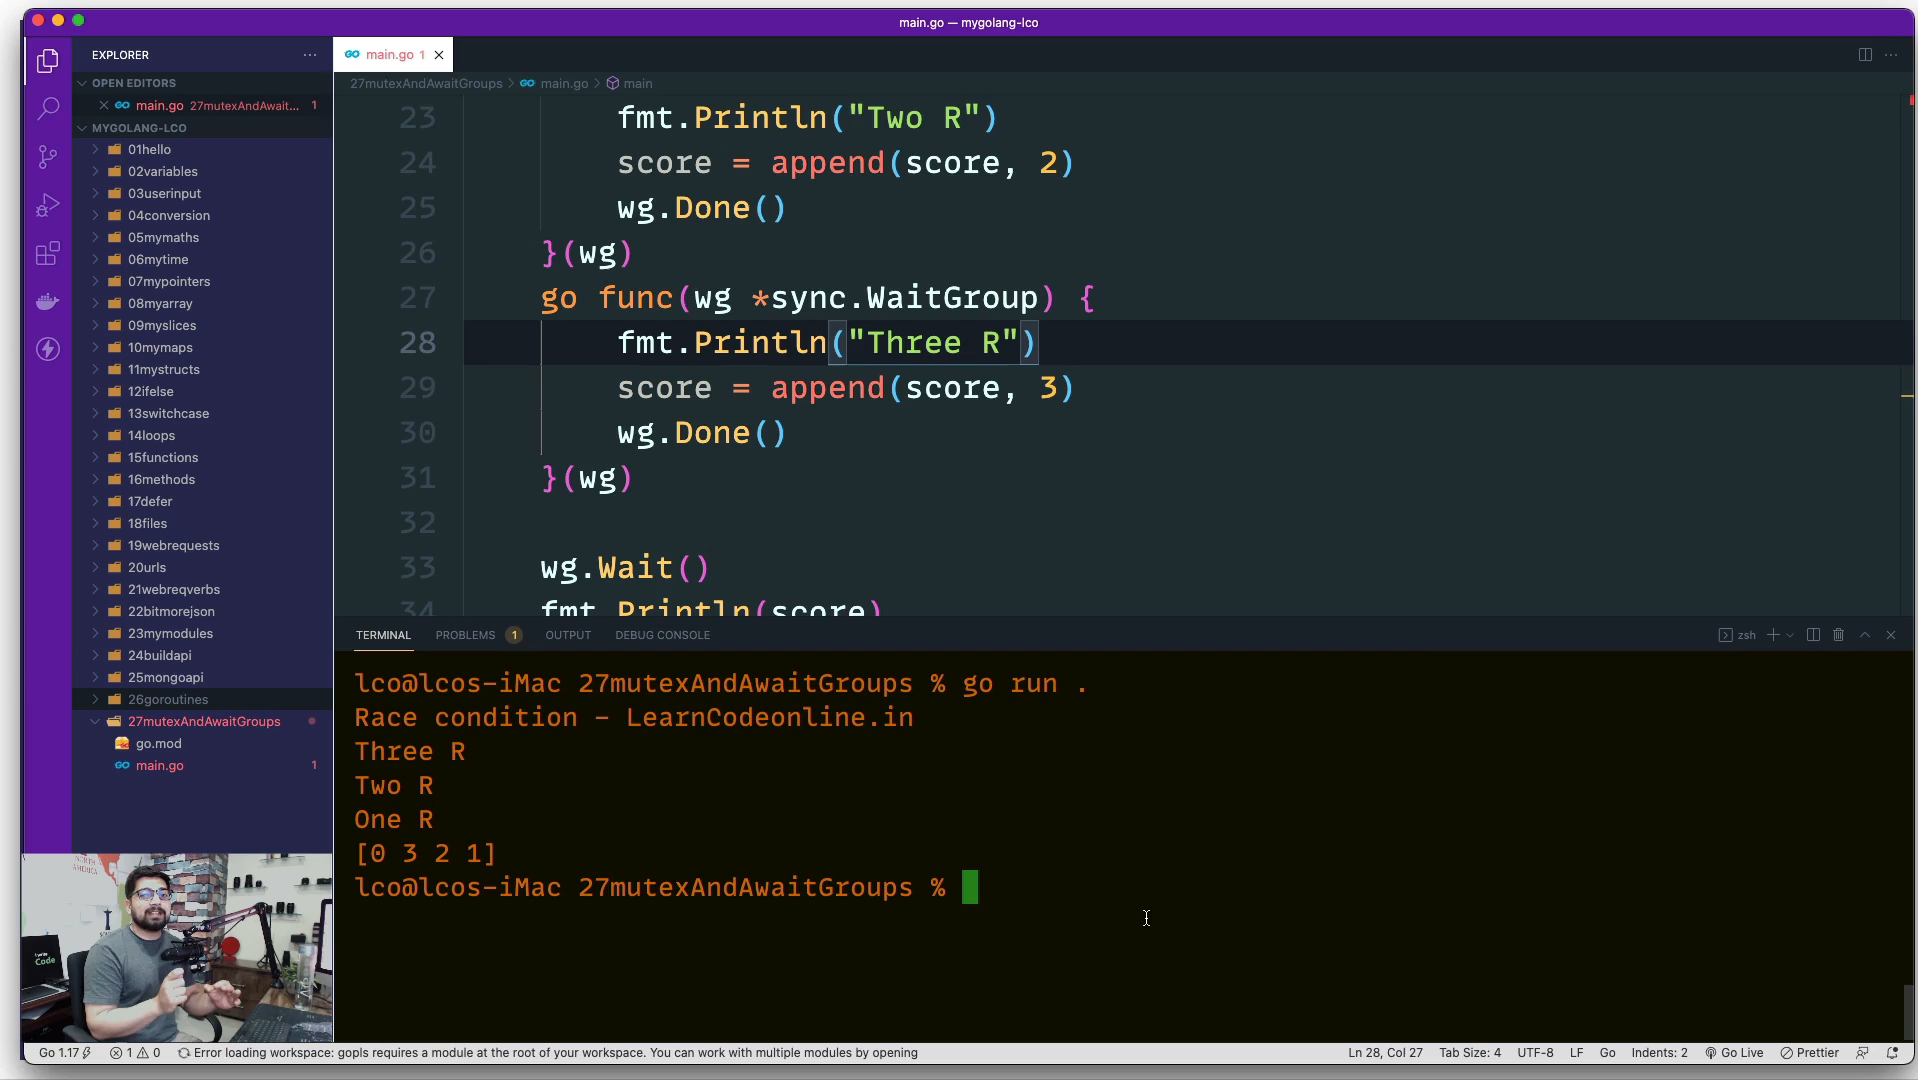 main.go — mygolang-lco
EXPLORER
OPEN EDITORS
main.go 27mutexAndAwait... 1
MYGOLANG-LCO
01hello
02variables
03userinput
04conversion
05mymaths
06mytime
07mypointers
08myarray
09myslices
10mymaps
11mystructs
12ifelse
13switchcase
14loops
15functions
16methods
17defer
18files
19webrequests
20urls
21webreqverbs
22bitmorejson
23mymodules
24buildapi
25mongoapi
26goroutines
27mutexAndAwaitGroups
go.mod
main.go 1
main.go 1
27mutexAndAwaitGroups > main.go > main
23 fmt.Println("Two R")
24 score = append(score, 2)
25 wg.Done()
26 }(wg)
27 go func(wg *sync.WaitGroup) {
28 fmt.Println("Three R")
29 score = append(score, 3)
30 wg.Done()
31 }(wg)
32
33 wg.Wait()
34 fmt.Println(score)
TERMINAL PROBLEMS 1 OUTPUT DEBUG CONSOLE
zsh
lco@lcos-iMac 27mutexAndAwaitGroups % go run .
Race condition - LearnCodeonline.in
Three R
Two R
One R
[0 3 2 1]
lco@lcos-iMac 27mutexAndAwaitGroups %
NORTH
AMERICA
Code
Go 1.17 1 0 Error loading workspace: gopls requires a module at the root of your workspace. You can work with multiple modules by opening
Ln 28, Col 27 Tab Size: 4 UTF-8 LF Go Indents: 2 Go Live Prettier